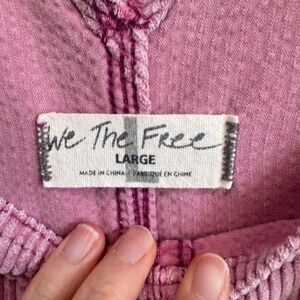 We The Free
LARGE
MADE IN CHINA / FABRIQUÉ EN CHINE